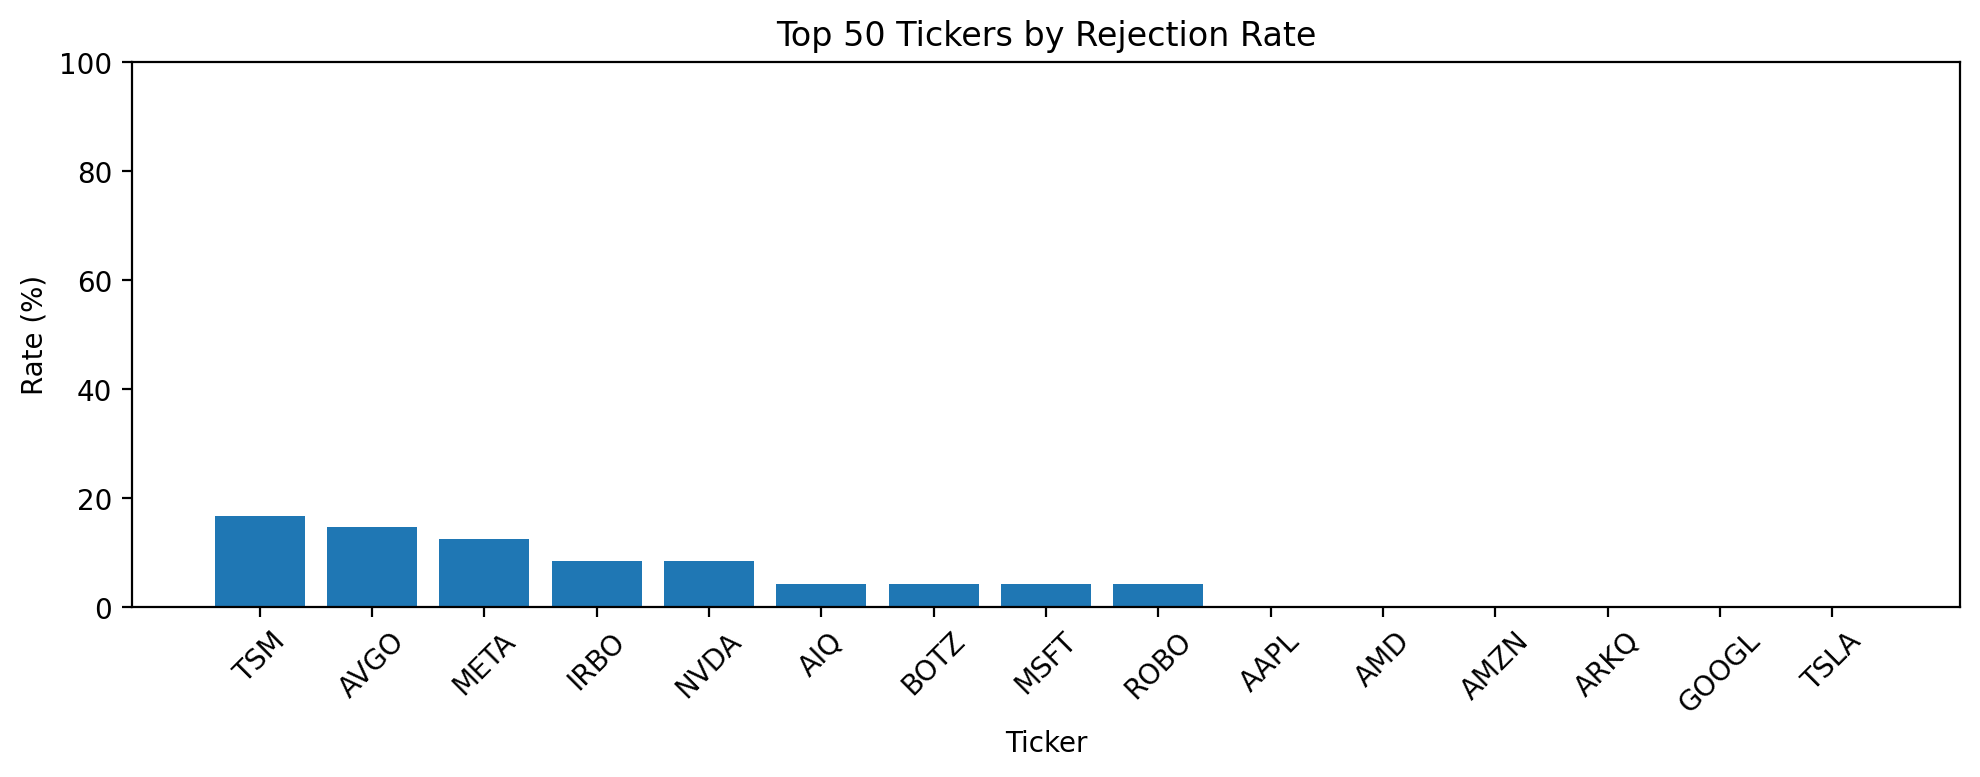 Top 50 Tickers by Rejection Rate
100
80
60
40
20
0
Rate (%)
TSM AVGO META IRBO NVDA AIQ BOTZ MSFT ROBO AAPL AMD AMZN ARKQ GOOGL TSLA
Ticker